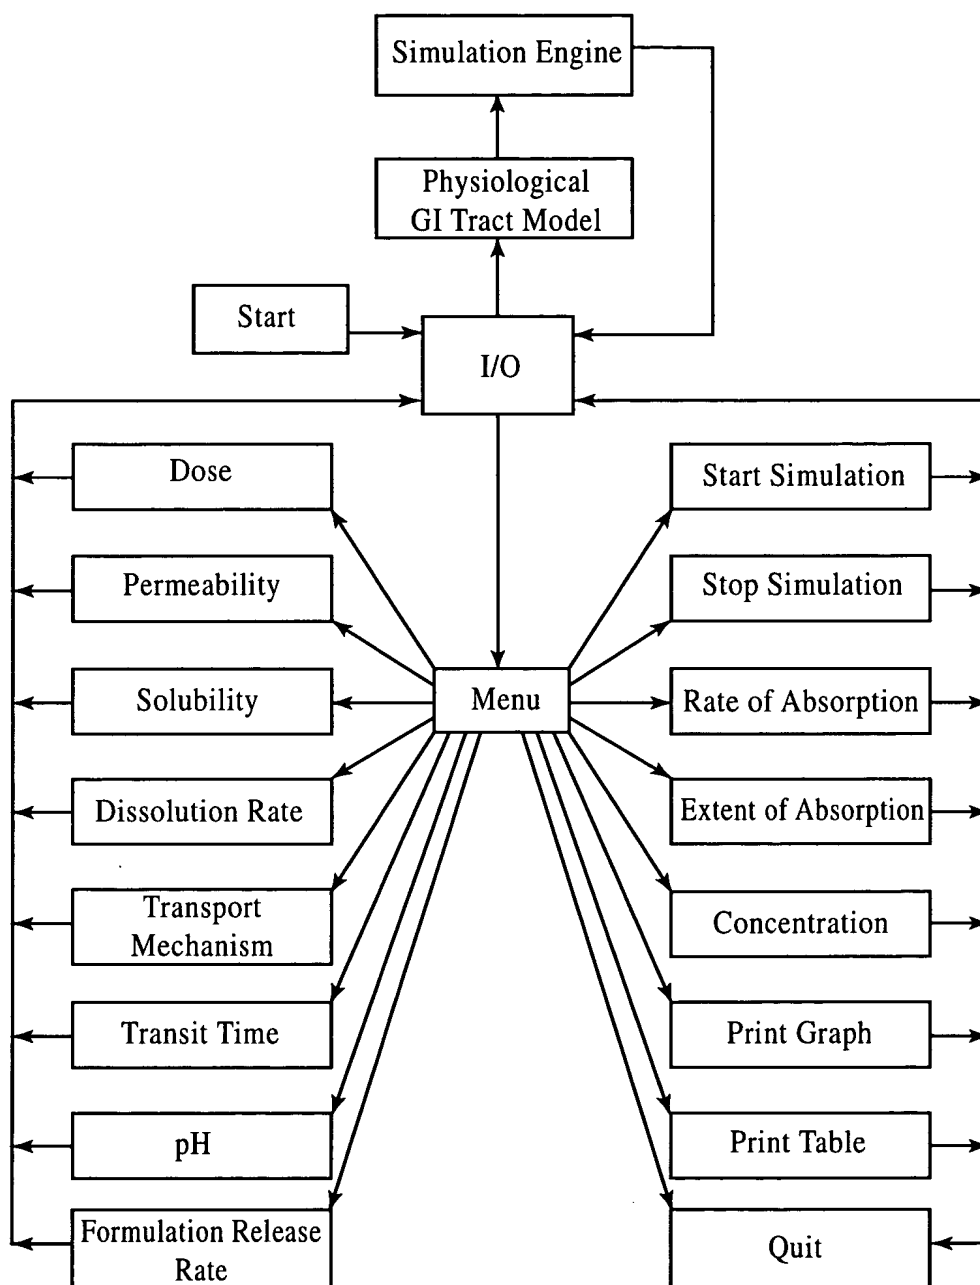 Simulation Engine
Physiological
GI Tract Model
Start
I/O
Menu
Dose
Permeability
Solubility
Dissolution Rate
Transport
Mechanism
Transit Time
pH
Formulation Release
Rate
Start Simulation
Stop Simulation
Rate of Absorption
Extent of Absorption
Concentration
Print Graph
Print Table
Quit